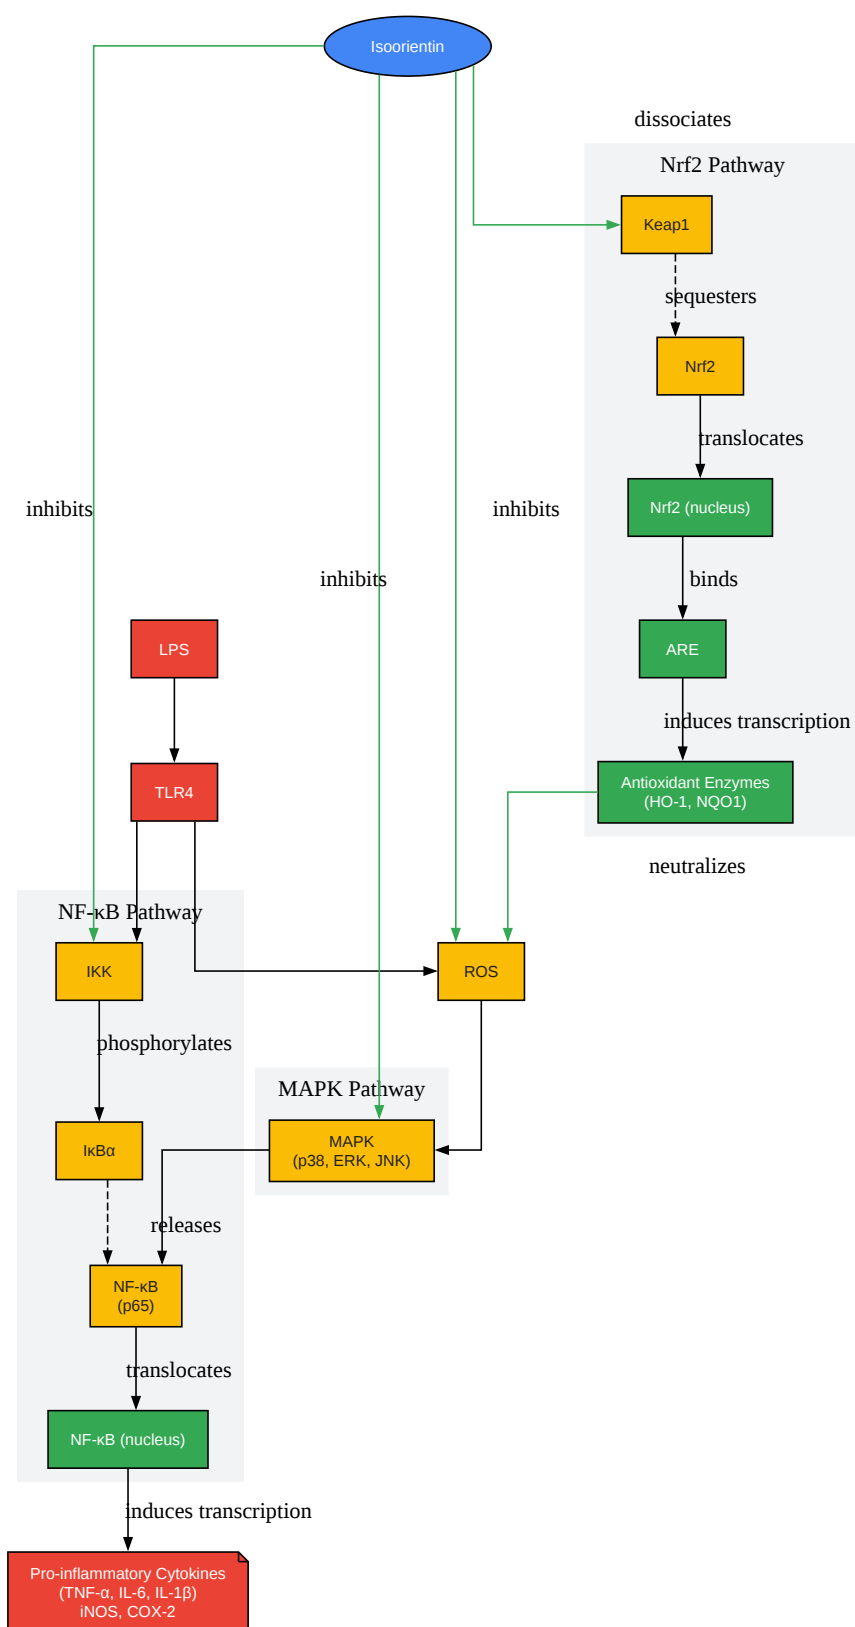 Isoorientin
dissociates
Nrf2 Pathway
Keap1
sequesters
Nrf2
translocates
inhibits
inhibits
Nrf2 (nucleus)
inhibits
binds
LPS
ARE
induces transcription
TLR4
Antioxidant Enzymes
(HO-1, NQO1)
neutralizes
NF-κB Pathway
IKK
ROS
phosphorylates
MAPK Pathway
IκBα
MAPK
(p38, ERK, JNK)
releases
NF-κB
(p65)
translocates
NF-κB (nucleus)
induces transcription
Pro-inflammatory Cytokines
(TNF-α, IL-6, IL-1β)
iNOS, COX-2